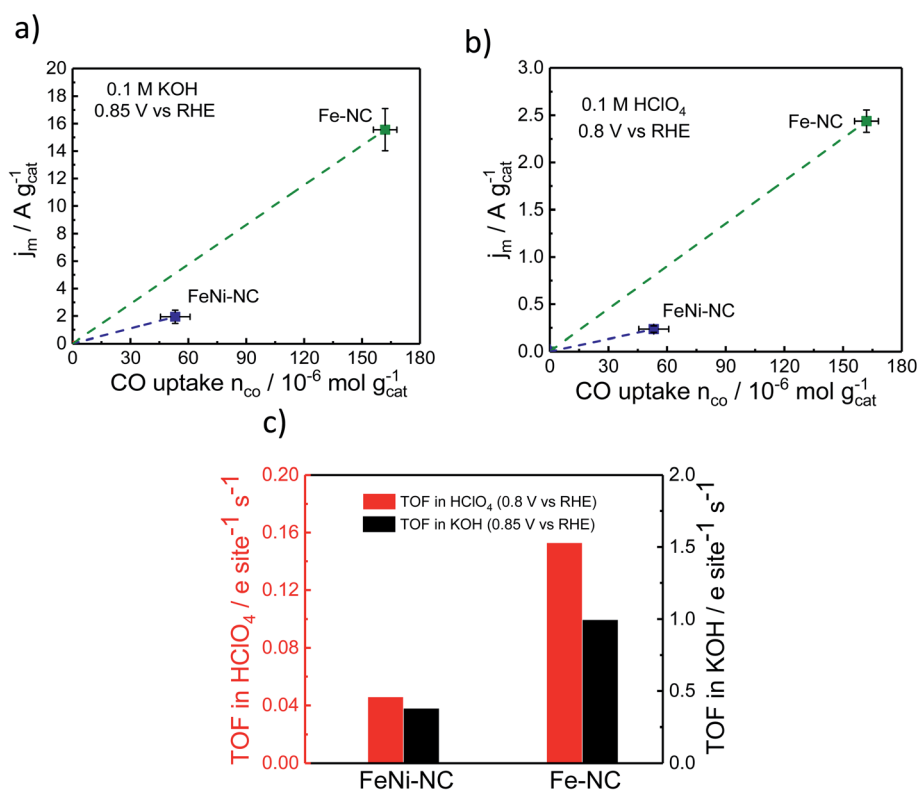 a)
0.1 M KOH
0.85 V vs RHE
Fe-NC
FeNi-NC
j_m / A g_cat^-1
20
18
16
14
12
10
8
6
4
2
0
0 30 60 90 120 150 180
CO uptake n_co / 10^-6 mol g_cat^-1
b)
0.1 M HClO₄
0.8 V vs RHE
Fe-NC
FeNi-NC
j_m / A g_cat^-1
3.0
2.5
2.0
1.5
1.0
0.5
0.0
0 30 60 90 120 150 180
CO uptake n_co / 10^-6 mol g_cat^-1
c)
TOF in HClO₄ (0.8 V vs RHE)
TOF in KOH (0.85 V vs RHE)
TOF in HClO₄ / e site^-1 s^-1
0.20
0.16
0.12
0.08
0.04
0.00
TOF in KOH / e site^-1 s^-1
2.0
1.5
1.0
0.5
0.0
FeNi-NC Fe-NC